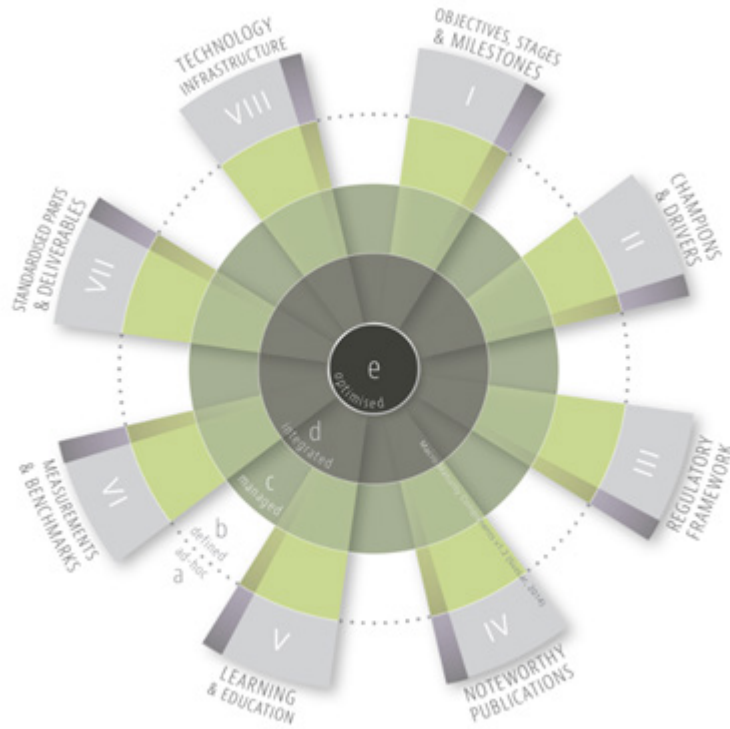 OBJECTIVES, STAGES
& MILESTONES
I
CHAMPIONS
& DRIVERS
II
REGULATORY
FRAMEWORK
III
NOTEWORTHY
PUBLICATIONS
IV
LEARNING
& EDUCATION
V
MEASUREMENTS
& BENCHMARKS
VI
STANDARDISED PARTS
& DELIVERABLES
VII
TECHNOLOGY
INFRASTRUCTURE
VIII
e
optimised
d
integrated
c
managed
b
defined
ad-hoc
a